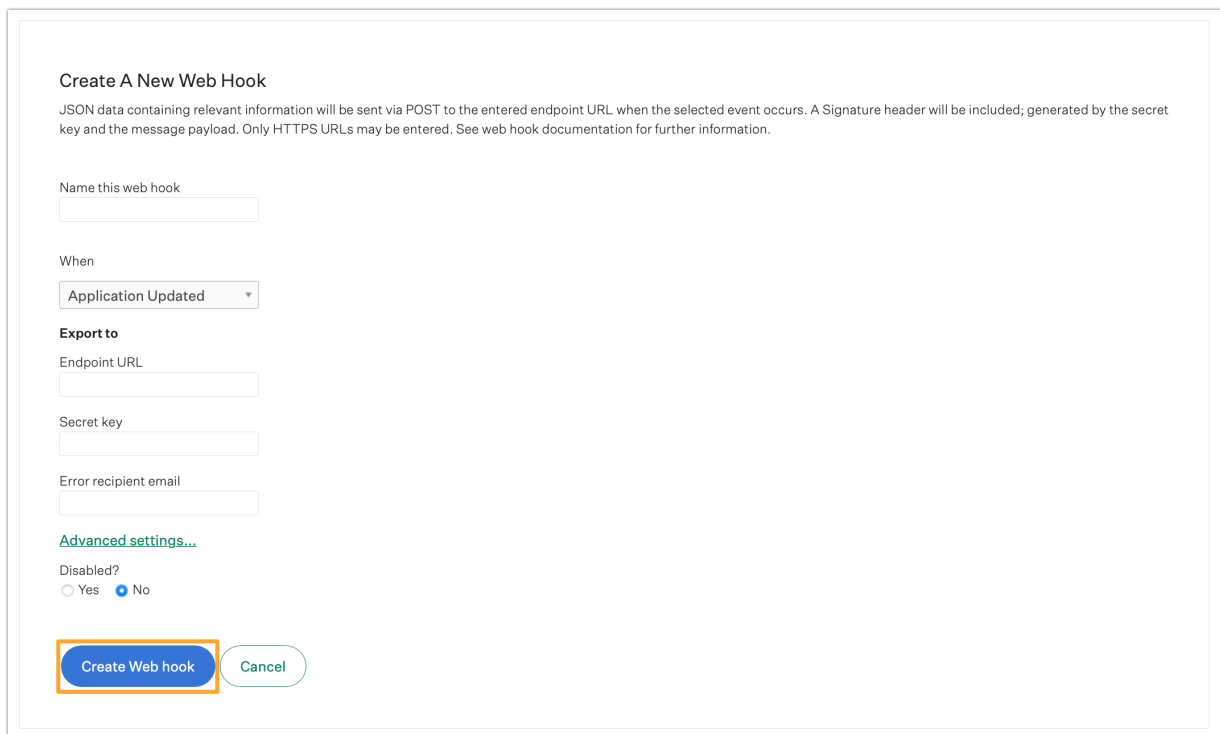 Create A New Web Hook
JSON data containing relevant information will be sent via POST to the entered endpoint URL when the selected event occurs. A Signature header will be included; generated by the secret
key and the message payload. Only HTTPS URLs may be entered. See web hook documentation for further information.
Name this web hook
When
Application Updated
Export to
Endpoint URL
Secret key
Error recipient email
Advanced settings...
Disabled?
Yes No
Create Web hook Cancel